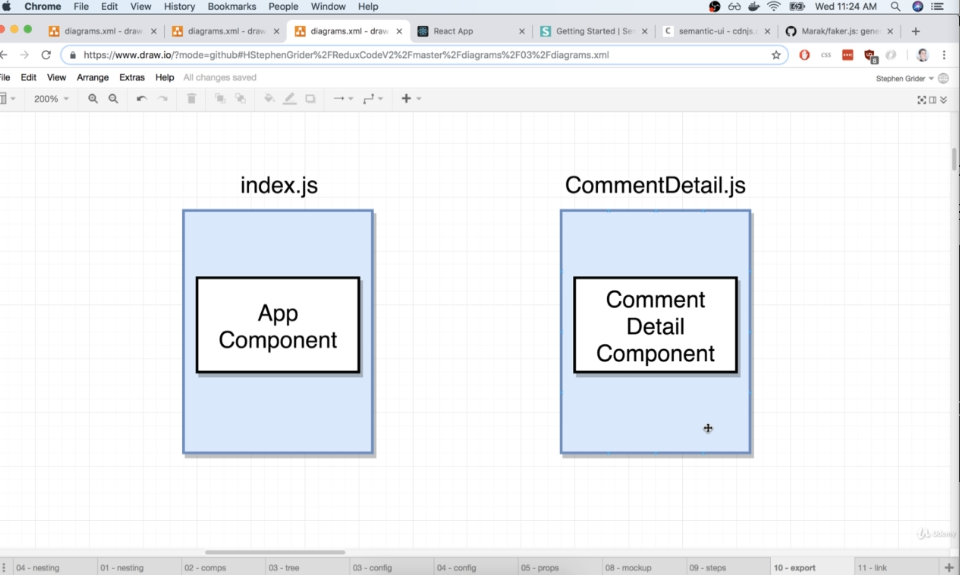 Chrome File Edit View History Bookmarks People Window Help Wed 11:24 AM
diagrams.xml - draw diagrams.xml - draw diagrams.xml - draw React App Getting Started | Se semantic-ui - cdnjs. Marak/faker.js: gene
https://www.draw.io/?mode=github#HStephenGrider%2FReduxCodeV2%2Fmaster%2Fdiagrams%2F03%2Fdiagrams.xml
File Edit View Arrange Extras Help All changes saved Stephen Grider
200%
index.js CommentDetail.js
App
Component
Comment
Detail
Component
04 - nesting 01 - nesting 02 - comps 03 - tree 03 - config 04 - config 05 - props 08 - mockup 09 - steps 10 - export 11 - link